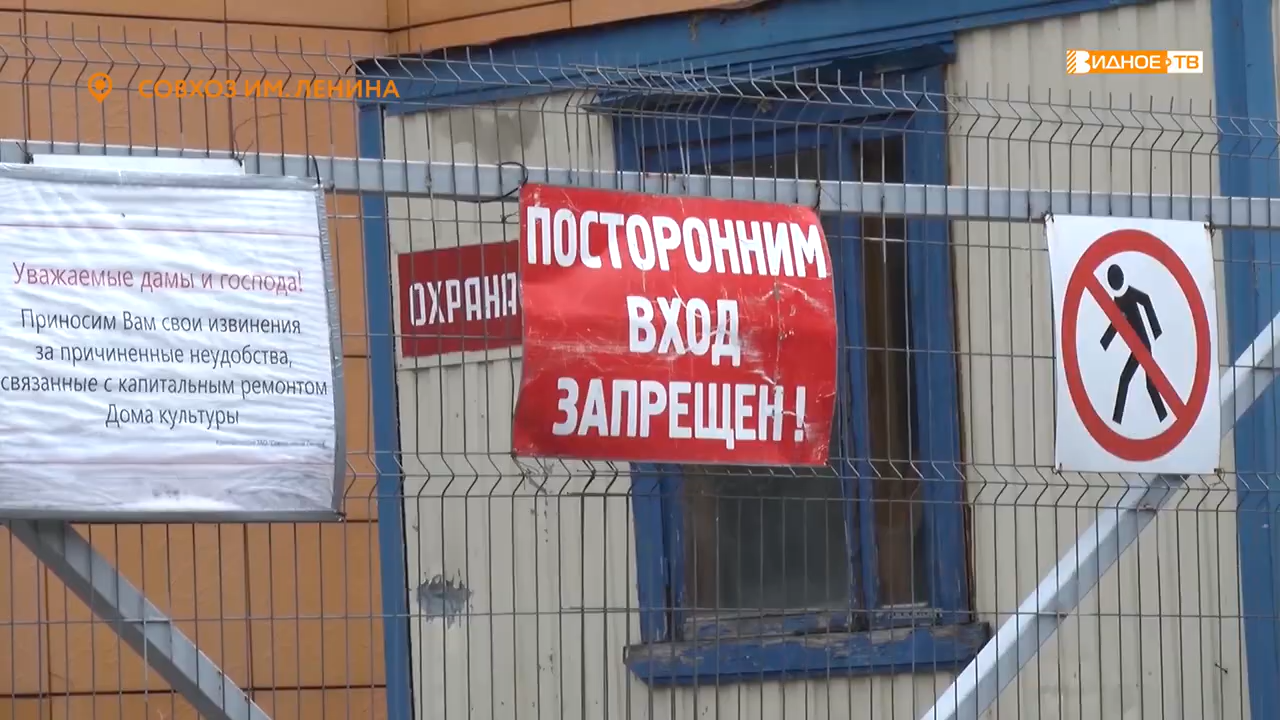 СОВХОЗ ИМ. ЛЕНИНА
ВИДНОЕ ТВ
Уважаемые дамы и господа!
Приносим Вам свои извинения
за причиненные неудобства,
связанные с капитальным ремонтом
Дома культуры
ОХРАНА
ПОСТОРОННИМ
ВХОД
ЗАПРЕЩЕН!